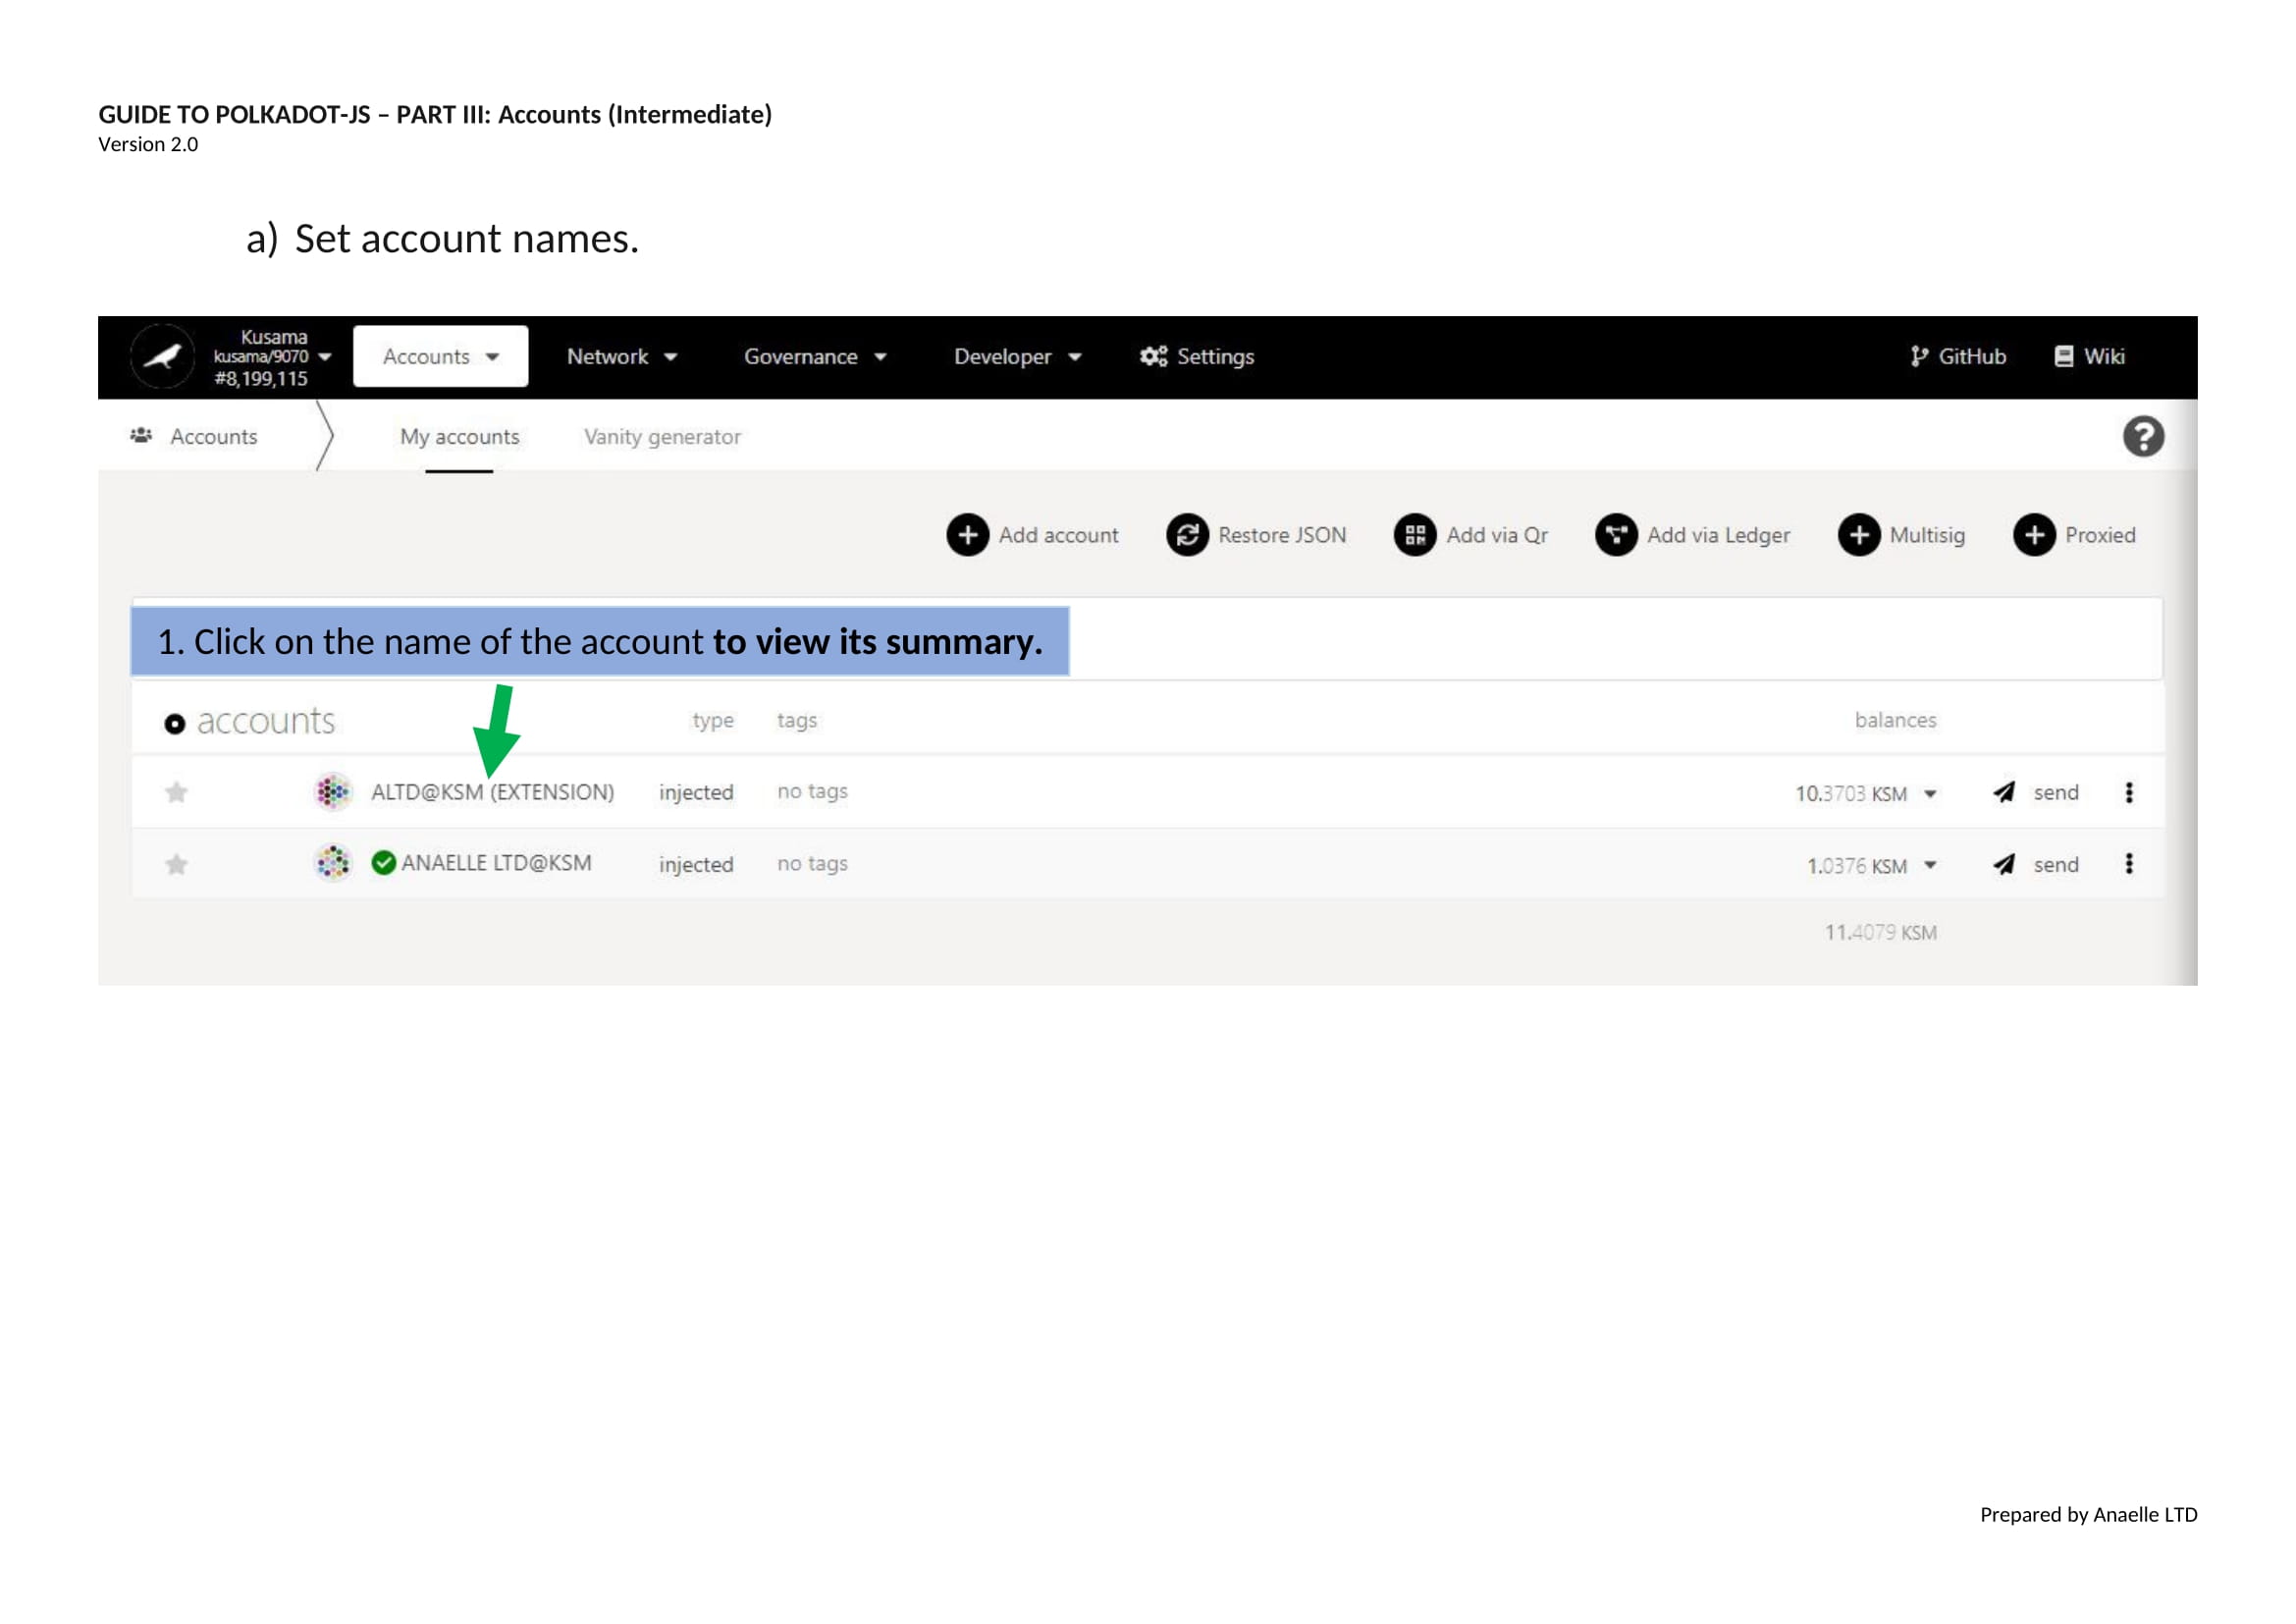 GUIDE TO POLKADOT-JS – PART III: Accounts (Intermediate)
Version 2.0
a) Set account names.
Kusama
kusama/9070
#8,199,115
Accounts
Network
Governance
Developer
Settings
GitHub
Wiki
Accounts
My accounts
Vanity generator
Add account
Restore JSON
Add via Qr
Add via Ledger
Multisig
Proxied
1. Click on the name of the account to view its summary.
accounts type tags balances
ALTD@KSM (EXTENSION) injected no tags 10.3703 KSM send
ANAELLE LTD@KSM injected no tags 1.0376 KSM send
11.4079 KSM
Prepared by Anaelle LTD